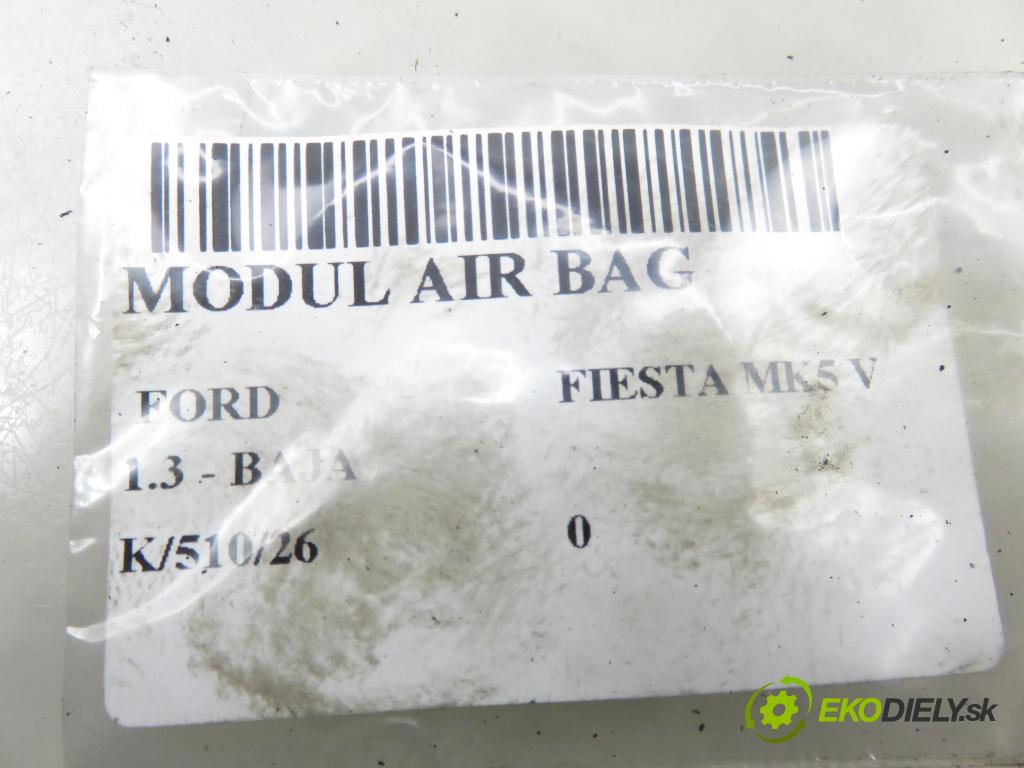 MODUL AIR BAG
FORD FIESTA MK5 V
1.3 - BAJA
K/510/26 0
EKODIELY.sk